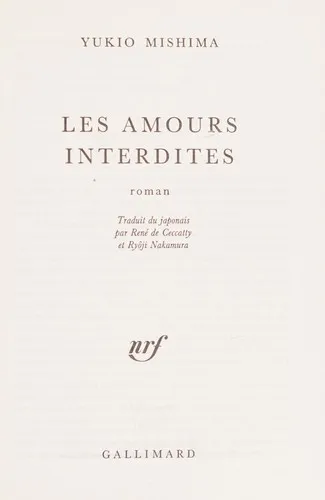 YUKIO MISHIMA
LES AMOURS
INTERDITES
roman
Traduit du japonais
par René de Ceccatty
et Ryôji Nakamura
nrf
GALLIMARD